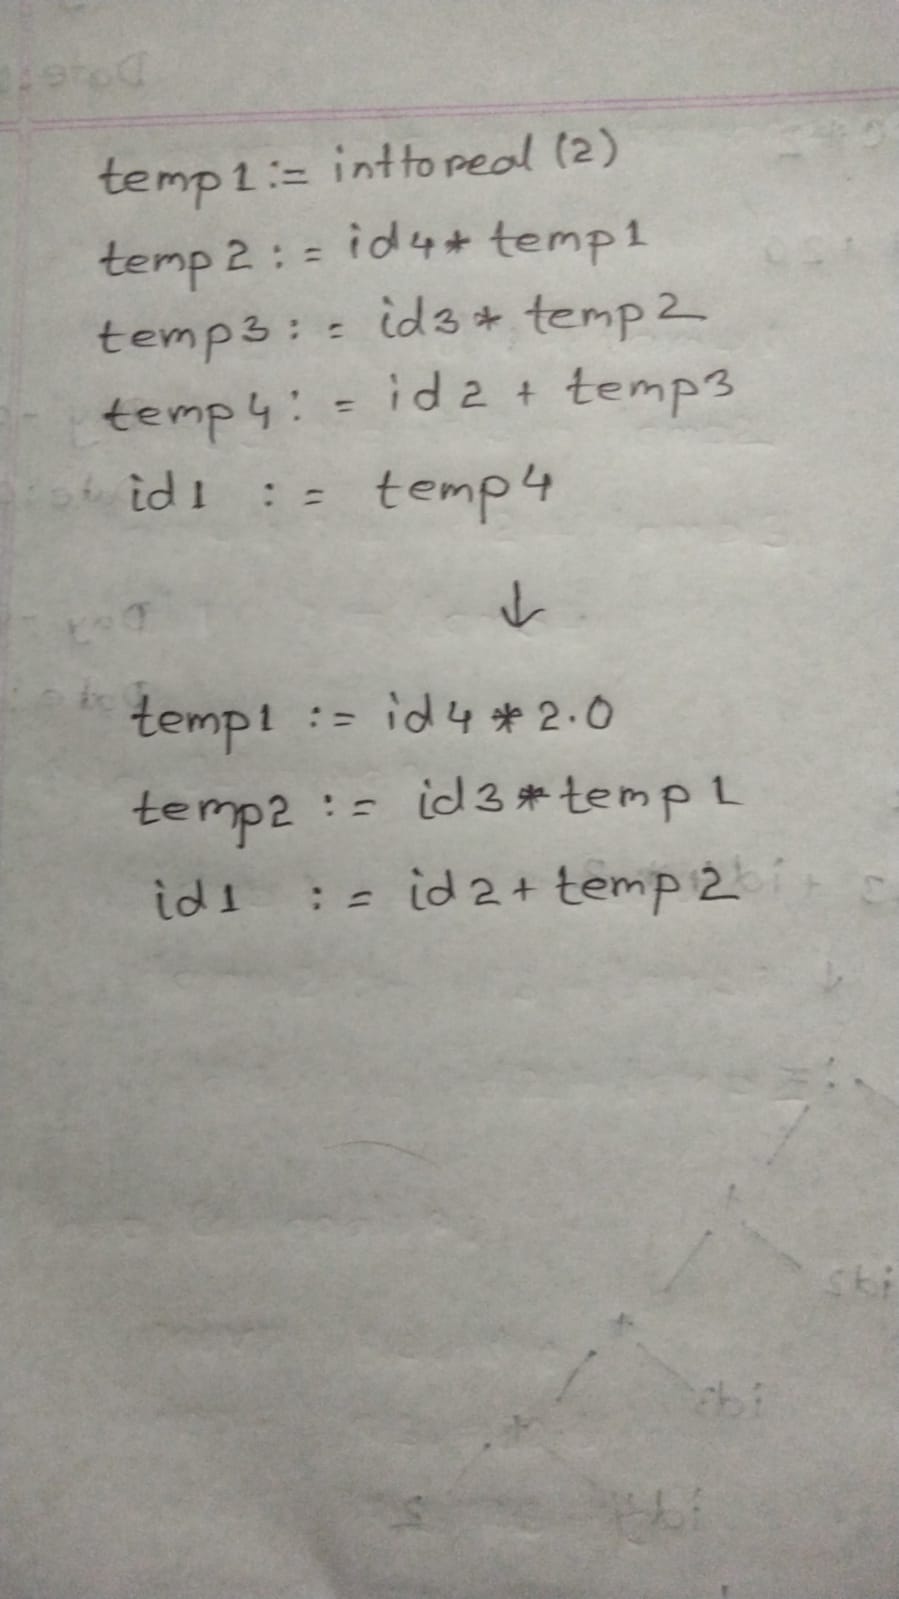 temp1 := inttoreal (2)
temp2 := id4 * temp1
temp3 := id3 * temp2
temp4 := id2 + temp3
id1 := temp4
↓
temp1 := id4 * 2.0
temp2 := id3 * temp1
id1 := id2 + temp2